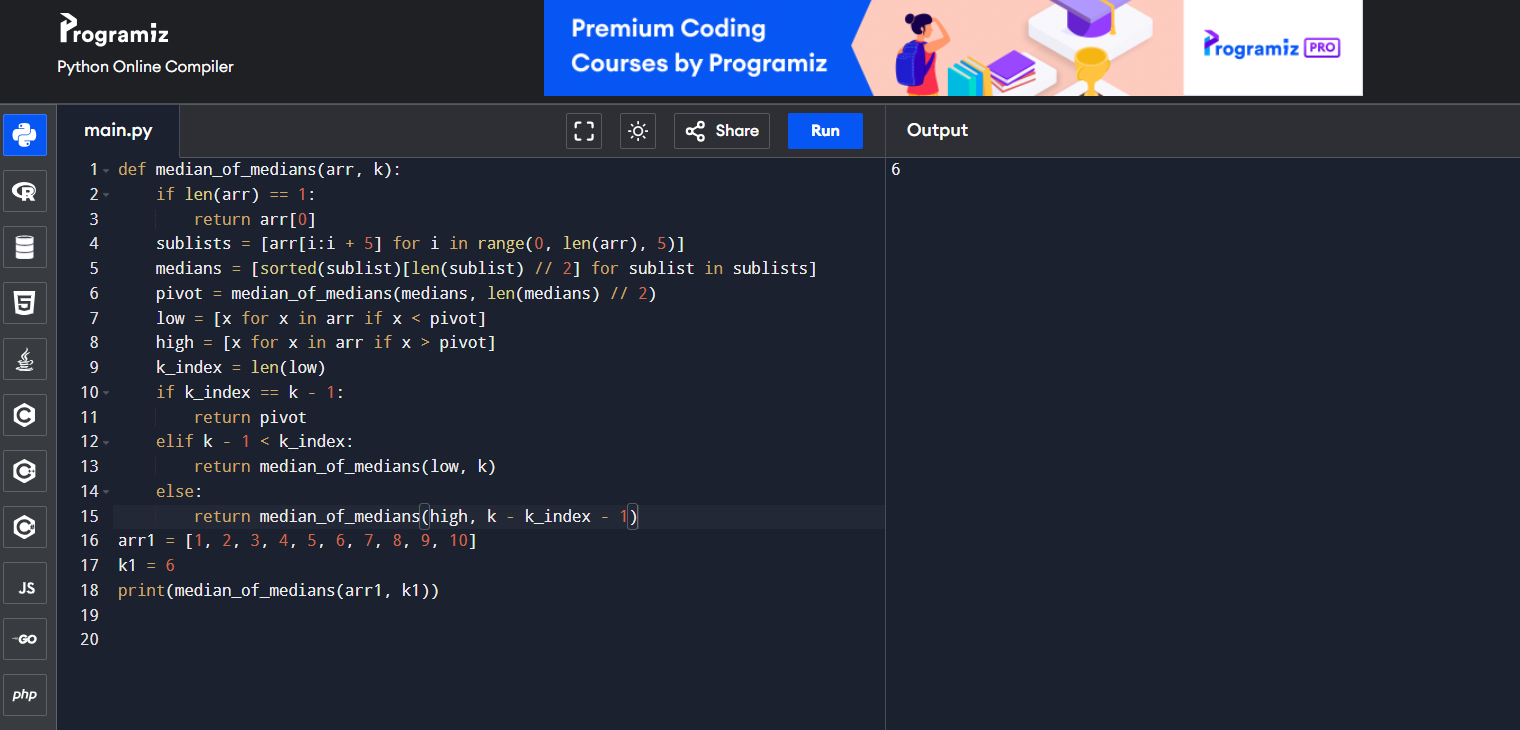 Programiz
Python Online Compiler
Premium Coding
Courses by Programiz
Programiz PRO
main.py
Share
Run
Output
1 def median_of_medians(arr, k):
2     if len(arr) == 1:
3         return arr[0]
4     sublists = [arr[i:i + 5] for i in range(0, len(arr), 5)]
5     medians = [sorted(sublist)[len(sublist) // 2] for sublist in sublists]
6     pivot = median_of_medians(medians, len(medians) // 2)
7     low = [x for x in arr if x < pivot]
8     high = [x for x in arr if x > pivot]
9     k_index = len(low)
10     if k_index == k - 1:
11         return pivot
12     elif k - 1 < k_index:
13         return median_of_medians(low, k)
14     else:
15         return median_of_medians(high, k - k_index - 1)
16 arr1 = [1, 2, 3, 4, 5, 6, 7, 8, 9, 10]
17 k1 = 6
18 print(median_of_medians(arr1, k1))
19
20
6
R
5
C
C
C
JS
GO
php